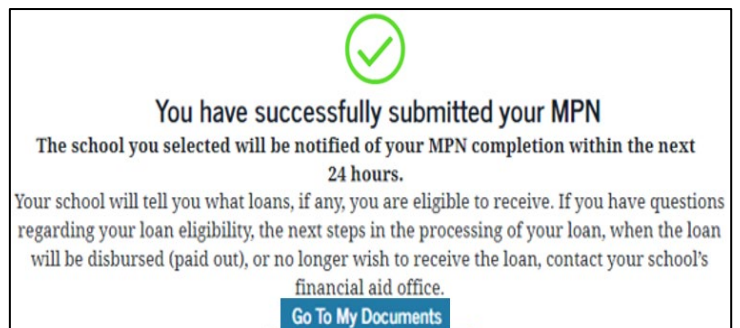 You have successfully submitted your MPN
The school you selected will be notified of your MPN completion within the next
24 hours.
Your school will tell you what loans, if any, you are eligible to receive. If you have questions
regarding your loan eligibility, the next steps in the processing of your loan, when the loan
will be disbursed (paid out), or no longer wish to receive the loan, contact your school's
financial aid office.
Go To My Documents